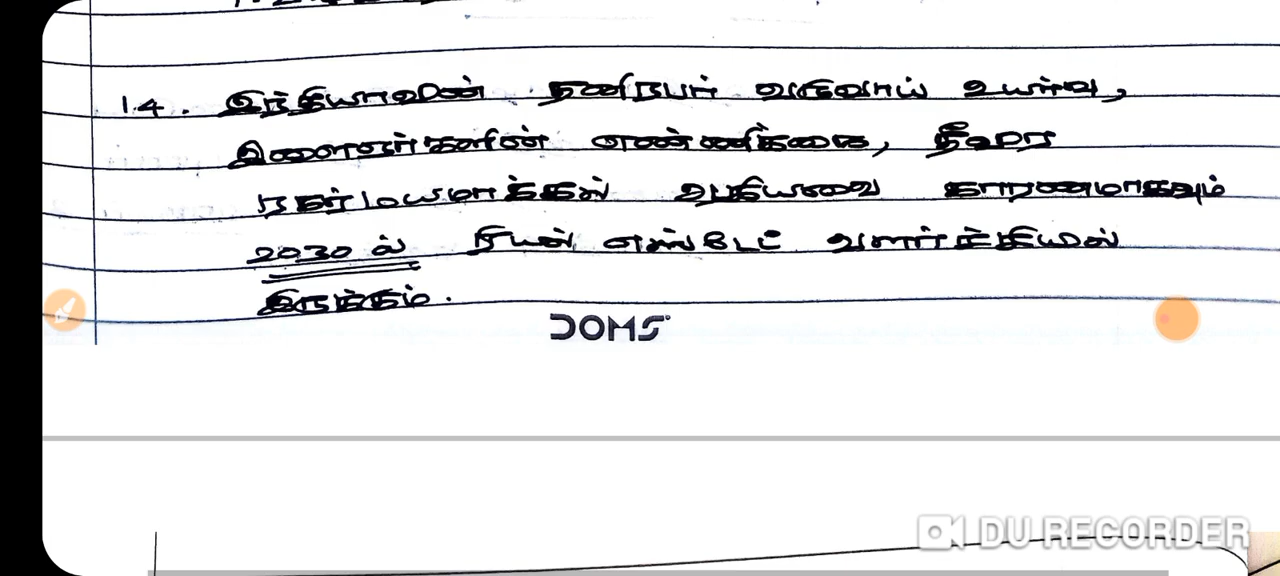 14. இந்தியாவின் தனிநபர் வருவாய் உயர்வு,
இளைஞர்களின் எண்ணிக்கை, தீவிர
நகர்மயமாக்கல் ஆகியவை காரணமாகவும்
2030 ல் ரியல் எஸ்டேட் வளர்ச்சியில்
இருக்கும்.
DOMS
DU RECORDER